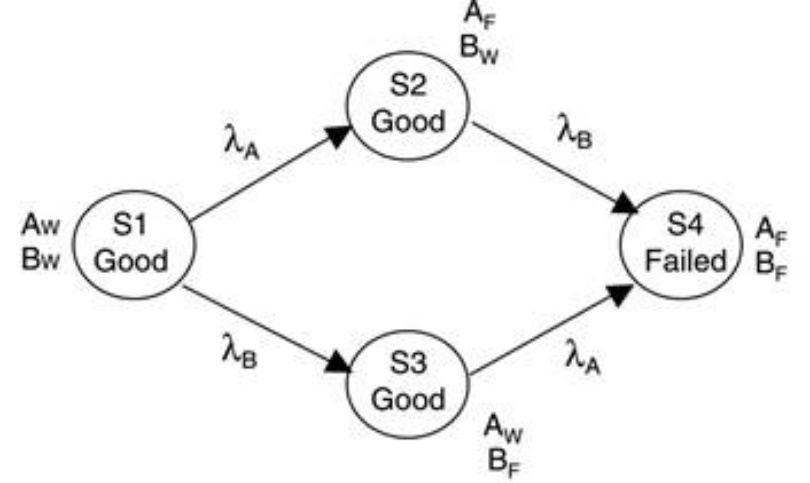 A_F
B_W
S2
Good
λ_A
λ_B
A_W
B_W
S1
Good
S4
Failed
A_F
B_F
λ_B
S3
Good
λ_A
A_W
B_F